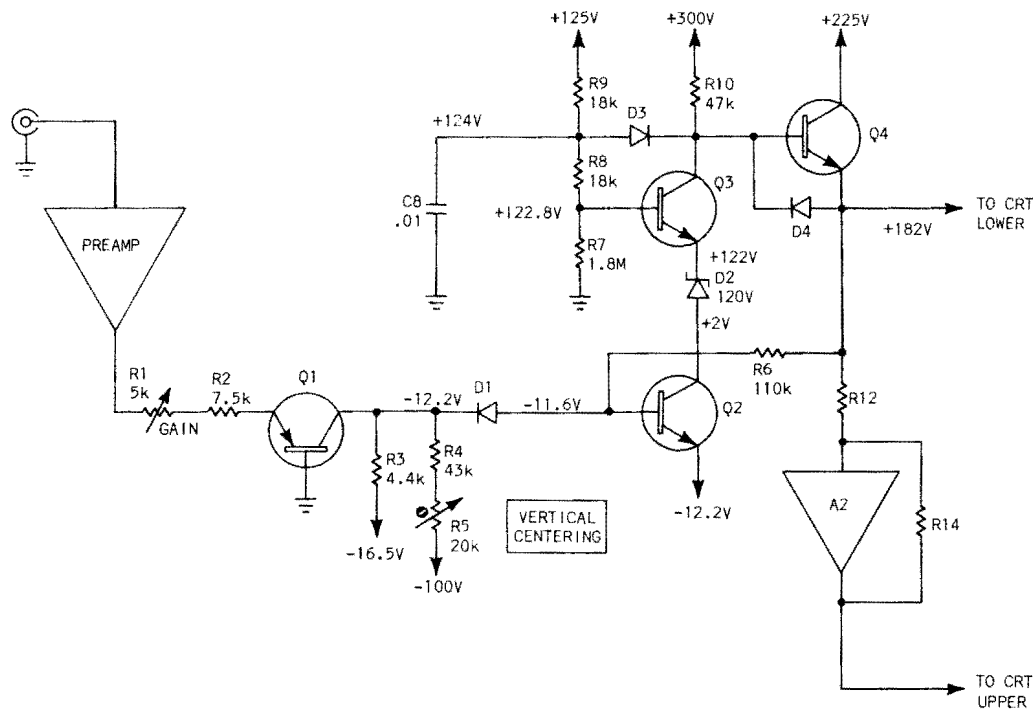 +125V
+300V
+225V
R9
18k
R10
47k
D3
+124V
Q4
R8
18k
Q3
C8
.01
+122.8V
D4
TO CRT
LOWER
+182V
PREAMP
R7
1.8M
+122V
D2
120V
+2V
R1
5k
R2
7.5k
Q1
D1
R6
110k
-12.2V
-11.6V
Q2
R12
GAIN
R3
4.4k
R4
43k
R5
20k
VERTICAL
CENTERING
-12.2V
A2
R14
-16.5V
-100V
TO CRT
UPPER